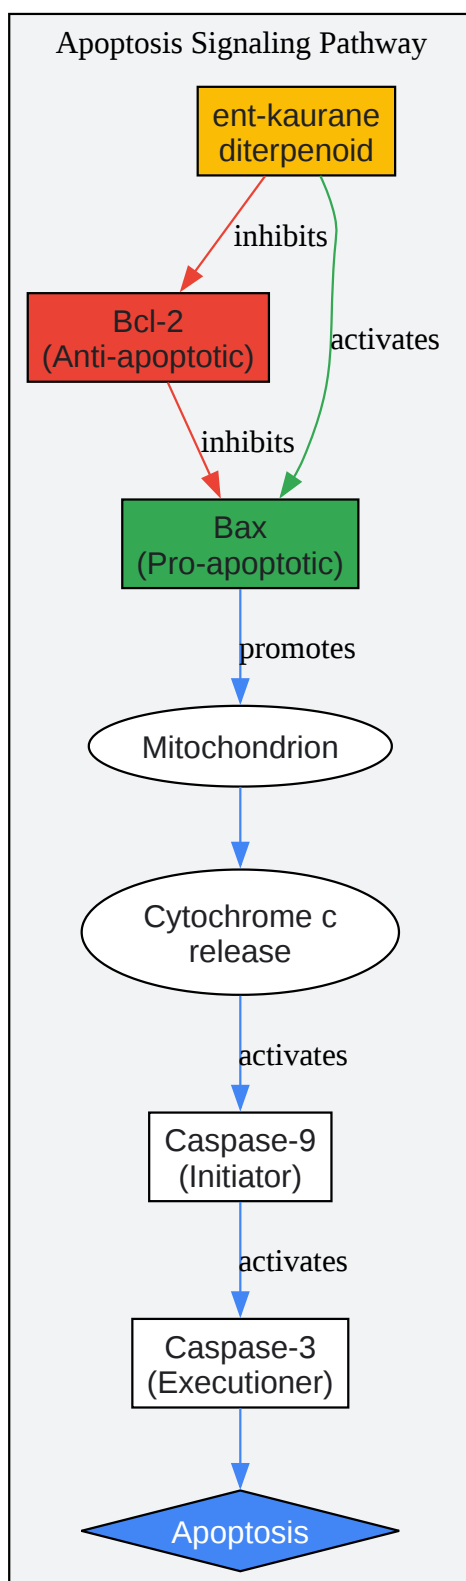 Apoptosis Signaling Pathway
ent-kaurane
diterpenoid
inhibits
Bcl-2
(Anti-apoptotic)
activates
inhibits
Bax
(Pro-apoptotic)
promotes
Mitochondrion
Cytochrome c
release
activates
Caspase-9
(Initiator)
activates
Caspase-3
(Executioner)
Apoptosis